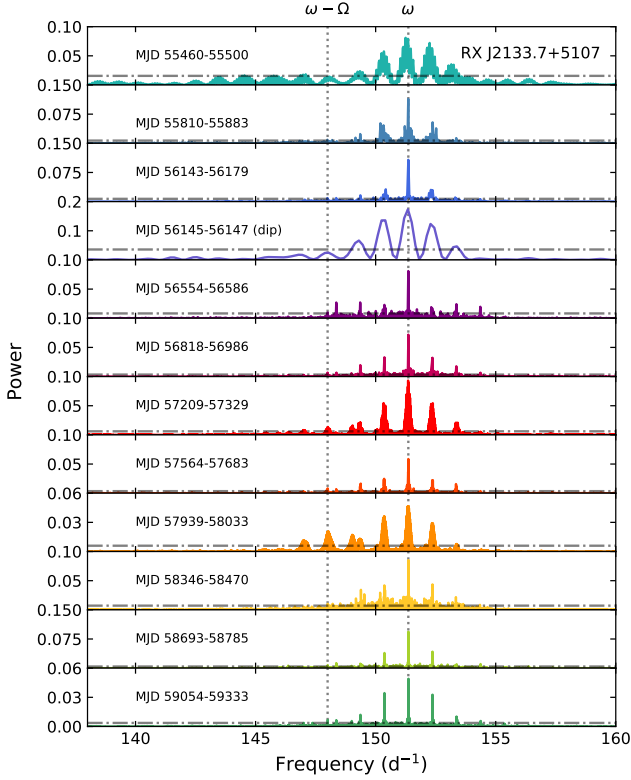 ω − Ω ω
0.10
RX J2133.7+5107
MJD 55460-55500
0.05
0.150
MJD 55810-55883
0.075
0.150
MJD 56143-56179
0.075
0.2
MJD 56145-56147 (dip)
0.1
0.10
MJD 56554-56586
0.05
0.10
MJD 56818-56986
0.05
0.10
MJD 57209-57329
0.05
0.10
MJD 57564-57683
0.05
0.06
MJD 57939-58033
0.03
0.10
MJD 58346-58470
0.05
0.150
MJD 58693-58785
0.075
0.06
MJD 59054-59333
0.03
0.00
Power
140 145 150 155 160
Frequency (d⁻¹)